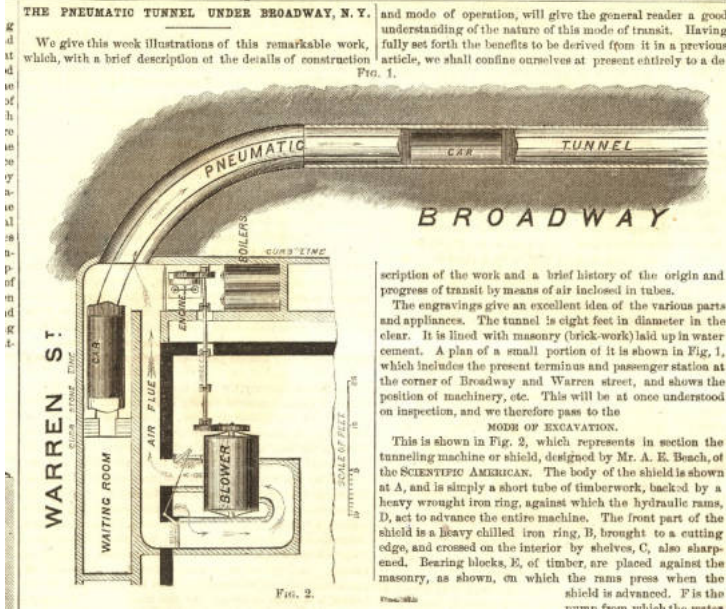 THE PNEUMATIC TUNNEL UNDER BROADWAY, N. Y.
We give this week illustrations of this remarkable work,
which, with a brief description of the details of construction
and mode of operation, will give the general reader a good
understanding of the nature of this mode of transit. Having
fully set forth the benefits to be derived from it in a previous
article, we shall confine ourselves at present entirely to a de
FIG. 1.
PNEUMATIC
CAR
TUNNEL
BROADWAY
CURB LINE
BOILERS
ENGINE
WARREN ST.
CAR
CURB STONE LINE
AIR FLUE
WAITING ROOM
BLOWER
SCALE OF FEET
scription of the work and a brief history of the origin and
progress of transit by means of air inclosed in tubes.
The engravings give an excellent idea of the various parts
and appliances. The tunnel is eight feet in diameter in the
clear. It is lined with masonry (brick-work) laid up in water
cement. A plan of a small portion of it is shown in Fig, 1,
which includes the present terminus and passenger station at
the corner of Broadway and Warren street, and shows the
position of machinery, etc. This will be at once understood
on inspection, and we therefore pass to the
MODE OF EXCAVATION.
This is shown in Fig. 2, which represents in section the
tunneling machine or shield, designed by Mr. A. E. Beach, of
the SCIENTIFIC AMERICAN. The body of the shield is shown
at A, and is simply a short tube of timberwork, backed by a
heavy wrought iron ring, against which the hydraulic rams,
D, act to advance the entire machine. The front part of the
shield is a heavy chilled iron ring, B, brought to a cutting
edge, and crossed on the interior by shelves, C, also sharp-
ened. Bearing blocks, E, of timber, are placed against the
masonry, as shown, on which the rams press when the
shield is advanced. F is the
pump from which the water
FIG. 2.